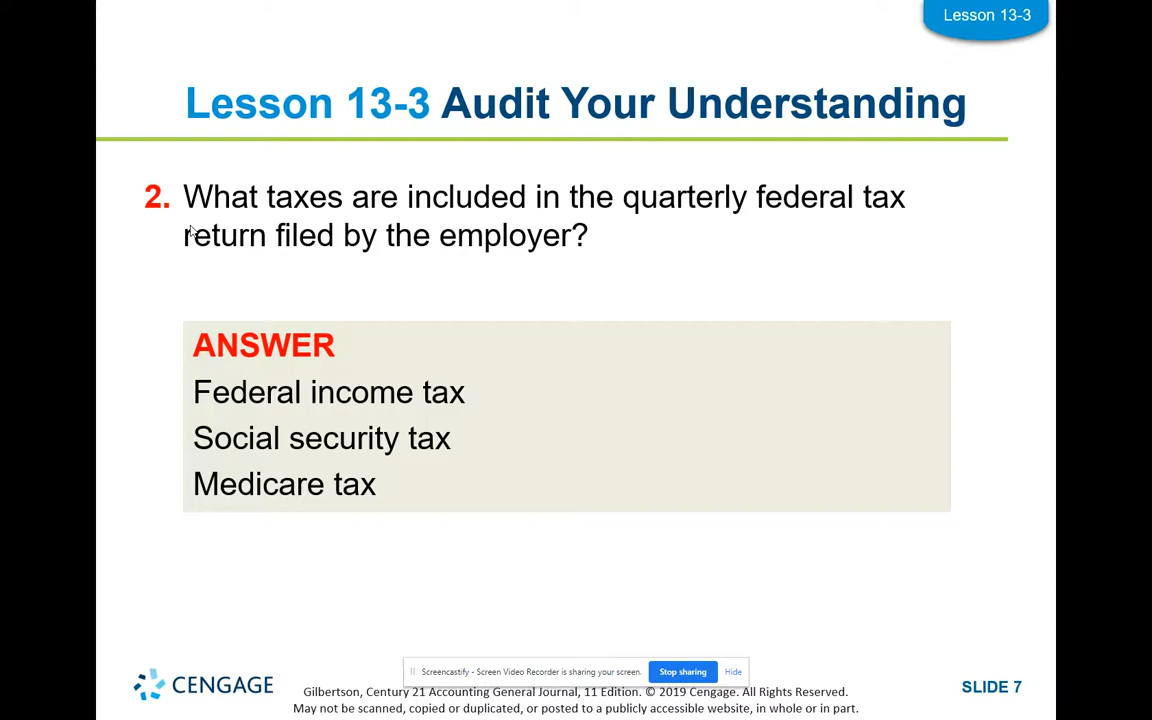 Lesson 13-3
Lesson 13-3 Audit Your Understanding
2. What taxes are included in the quarterly federal tax
return filed by the employer?
ANSWER
Federal income tax
Social security tax
Medicare tax
Screencastify - Screen Video Recorder is sharing your screen. Stop sharing Hide
CENGAGE
Gilbertson, Century 21 Accounting General Journal, 11 Edition. © 2019 Cengage. All Rights Reserved.
May not be scanned, copied or duplicated, or posted to a publicly accessible website, in whole or in part.
SLIDE 7